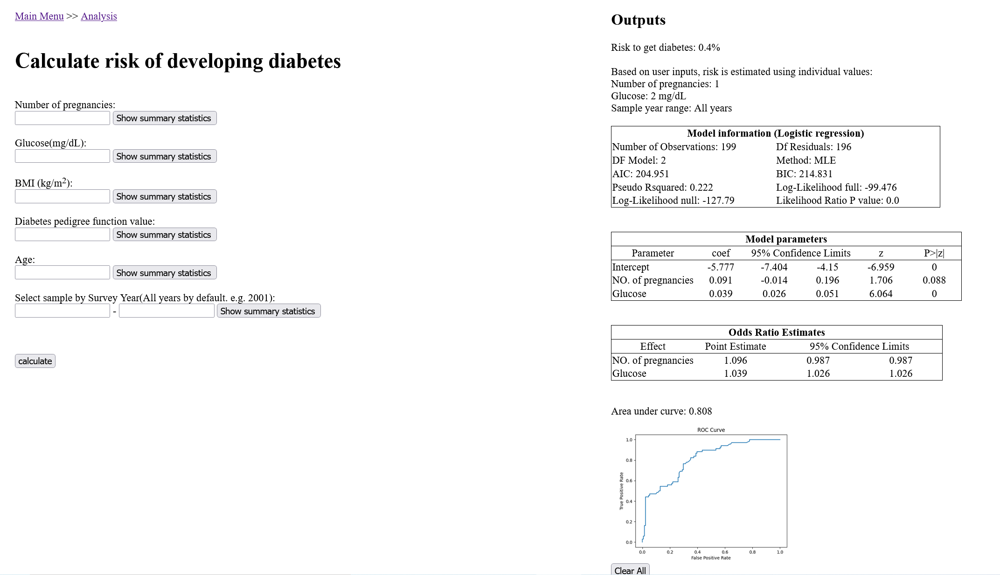 Main Menu >> Analysis
Calculate risk of developing diabetes
Number of pregnancies:
Show summary statistics
Glucose(mg/dL):
Show summary statistics
BMI (kg/m2):
Show summary statistics
Diabetes pedigree function value:
Show summary statistics
Age:
Show summary statistics
Select sample by Survey Year(All years by default. e.g. 2001):
- Show summary statistics
calculate
Outputs
Risk to get diabetes: 0.4%
Based on user inputs, risk is estimated using individual values:
Number of pregnancies: 1
Glucose: 2 mg/dL
Sample year range: All years
Model information (Logistic regression)
Number of Observations: 199 Df Residuals: 196
DF Model: 2 Method: MLE
AIC: 204.951 BIC: 214.831
Pseudo Rsquared: 0.222 Log-Likelihood full: -99.476
Log-Likelihood null: -127.79 Likelihood Ratio P value: 0.0
Model parameters
Parameter coef 95% Confidence Limits z P>|z|
Intercept -5.777 -7.404 -4.15 -6.959 0
NO. of pregnancies 0.091 -0.014 0.196 1.706 0.088
Glucose 0.039 0.026 0.051 6.064 0
Odds Ratio Estimates
Effect Point Estimate 95% Confidence Limits
NO. of pregnancies 1.096 0.987 0.987
Glucose 1.039 1.026 1.026
Area under curve: 0.808
ROC Curve
True Positive Rate
1.0
0.8
0.6
0.4
0.2
0.0
0.0 0.2 0.4 0.6 0.8 1.0
False Positive Rate
Clear All